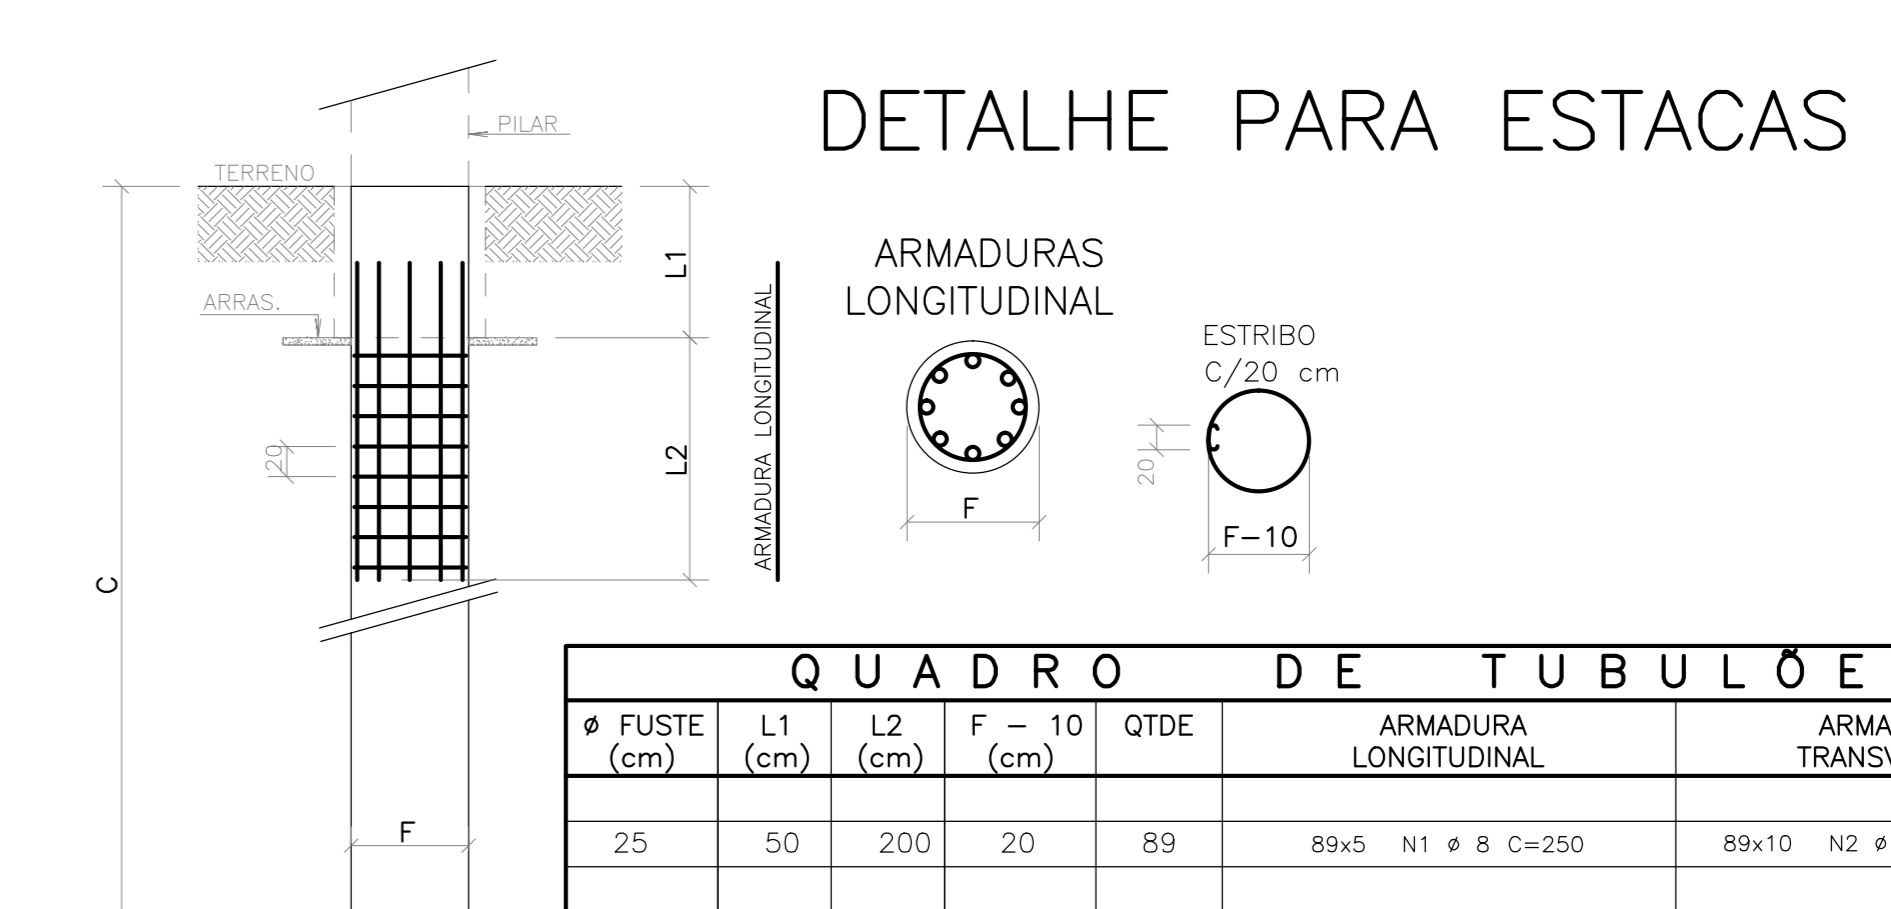 DETALHE PARA ESTACAS
PILAR
TERRENO
ARRAS.
L1
L2
20
C
F
ARMADURA LONGITUDINAL
ARMADURAS
LONGITUDINAL
F
ESTRIBO
C/20 cm
20
F-10
QUADRO DE TUBULÕE
ø FUSTE (cm)
L1 (cm)
L2 (cm)
F - 10 (cm)
QTDE
ARMADURA LONGITUDINAL
ARMA
TRANSV
25 50 200 20 89 89x5 N1 ø 8 C=250 89x10 N2 ø